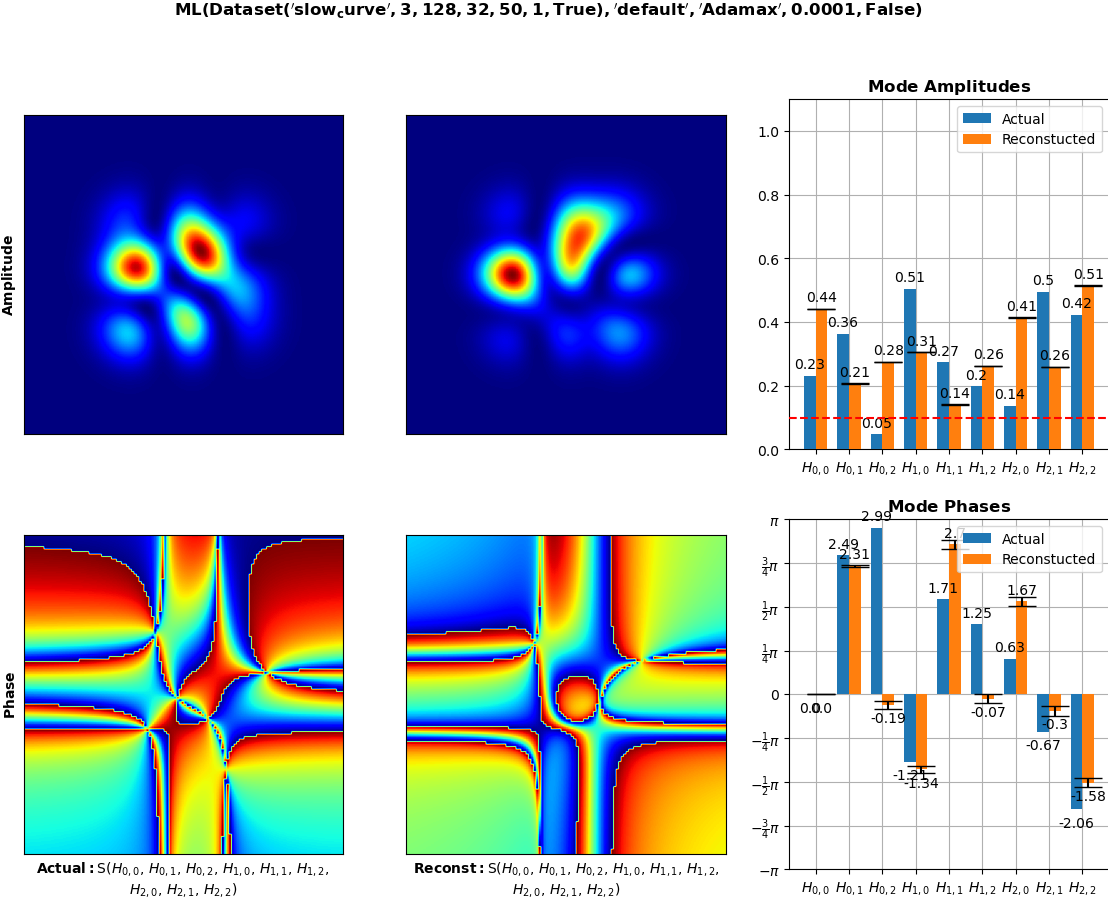 ML(Dataset('slow_curve', 3, 128, 32, 50, 1, True), 'default', 'Adamax', 0.0001, False)
Amplitude
Mode Amplitudes
Actual
Reconstucted
1.0
0.8
0.6
0.4
0.2
0.0
0.23 0.44 0.36 0.21 0.05 0.28 0.51 0.31 0.27 0.14 0.2 0.26 0.14 0.41 0.5 0.26 0.42 0.51
H0,0 H0,1 H0,2 H1,0 H1,1 H1,2 H2,0 H2,1 H2,2
Phase
Mode Phases
Actual
Reconstucted
π
3/4π
1/2π
1/4π
0
−1/4π
−1/2π
−3/4π
−π
0.0 0.0 2.49 2.31 2.99 -0.19 -1.34 1.71 1.25 -0.07 0.63 1.67 -0.67 -0.3 -2.06 -1.58
H0,0 H0,1 H0,2 H1,0 H1,1 H1,2 H2,0 H2,1 H2,2
Actual: S(H0,0, H0,1, H0,2, H1,0, H1,1, H1,2,
H2,0, H2,1, H2,2)
Reconst: S(H0,0, H0,1, H0,2, H1,0, H1,1, H1,2,
H2,0, H2,1, H2,2)